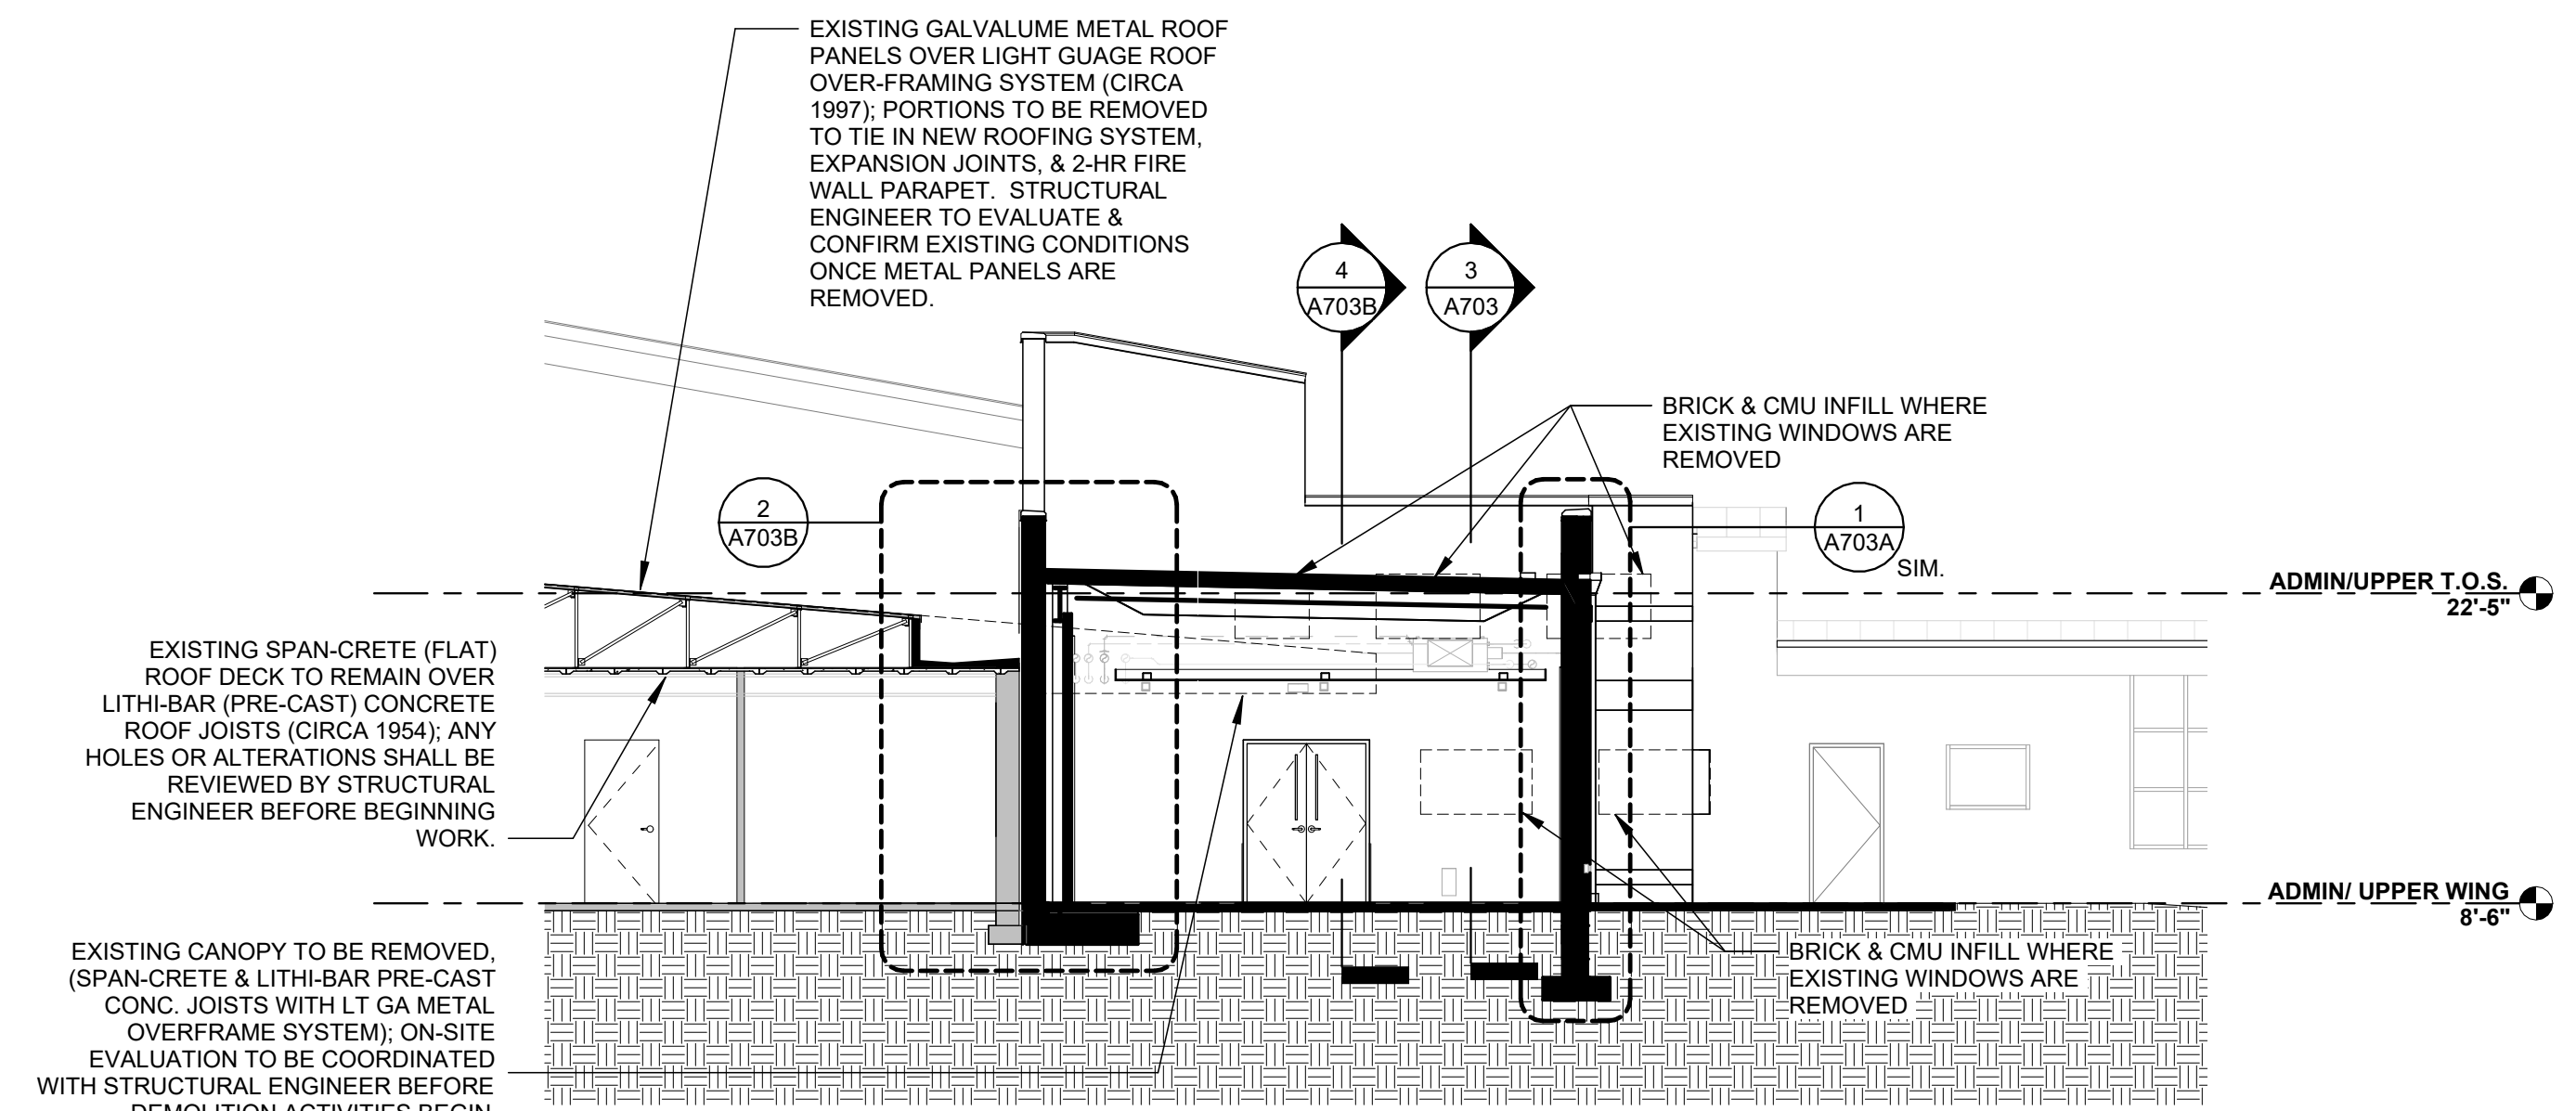 EXISTING GALVALUME METAL ROOF
PANELS OVER LIGHT GUAGE ROOF
OVER-FRAMING SYSTEM (CIRCA
1997); PORTIONS TO BE REMOVED
TO TIE IN NEW ROOFING SYSTEM,
EXPANSION JOINTS, & 2-HR FIRE
WALL PARAPET.  STRUCTURAL
ENGINEER TO EVALUATE &
CONFIRM EXISTING CONDITIONS
ONCE METAL PANELS ARE
REMOVED.
4
A703B
3
A703
BRICK & CMU INFILL WHERE
EXISTING WINDOWS ARE
REMOVED
2
A703B
1
A703A
SIM.
ADMIN/UPPER T.O.S.
22'-5"
EXISTING SPAN-CRETE (FLAT)
ROOF DECK TO REMAIN OVER
LITHI-BAR (PRE-CAST) CONCRETE
ROOF JOISTS (CIRCA 1954); ANY
HOLES OR ALTERATIONS SHALL BE
REVIEWED BY STRUCTURAL
ENGINEER BEFORE BEGINNING
WORK.
ADMIN/ UPPER WING
8'-6"
EXISTING CANOPY TO BE REMOVED,
(SPAN-CRETE & LITHI-BAR PRE-CAST
CONC. JOISTS WITH LT GA METAL
OVERFRAME SYSTEM); ON-SITE
EVALUATION TO BE COORDINATED
WITH STRUCTURAL ENGINEER BEFORE
DEMOLITION ACTIVITIES BEGIN.
BRICK & CMU INFILL WHERE
EXISTING WINDOWS ARE
REMOVED